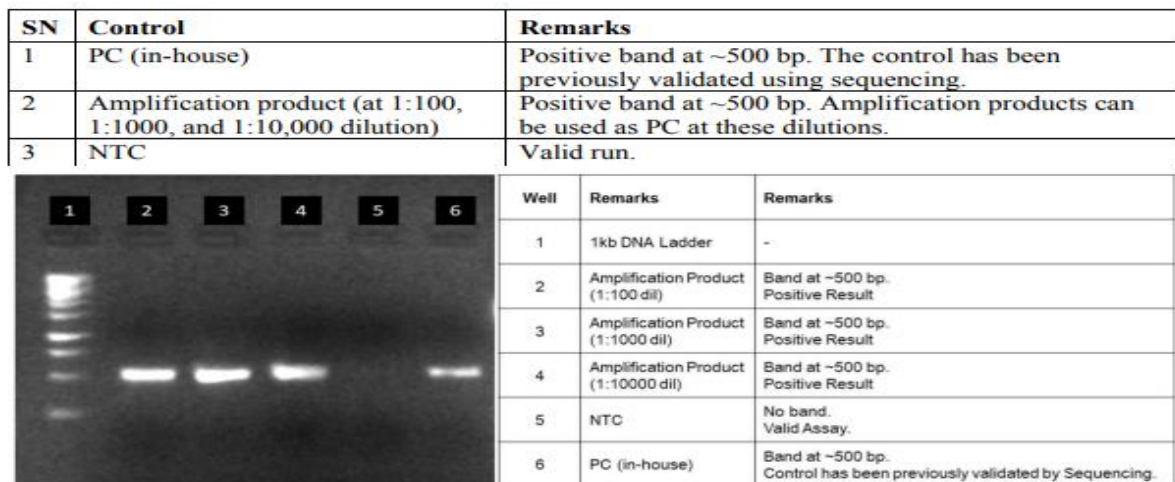 SN Control Remarks
1 PC (in-house) Positive band at ~500 bp. The control has been
previously validated using sequencing.
2 Amplification product (at 1:100, Positive band at ~500 bp. Amplification products can
1:1000, and 1:10,000 dilution) be used as PC at these dilutions.
3 NTC Valid run.
1 2 3 4 5 6
Well Remarks Remarks
1 1kb DNA Ladder -
2 Amplification Product Band at ~500 bp.
(1:100 dil) Positive Result
3 Amplification Product Band at ~500 bp.
(1:1000 dil) Positive Result
4 Amplification Product Band at ~500 bp.
(1:10000 dil) Positive Result
5 NTC No band.
Valid Assay.
6 PC (in-house) Band at ~500 bp.
Control has been previously validated by Sequencing.